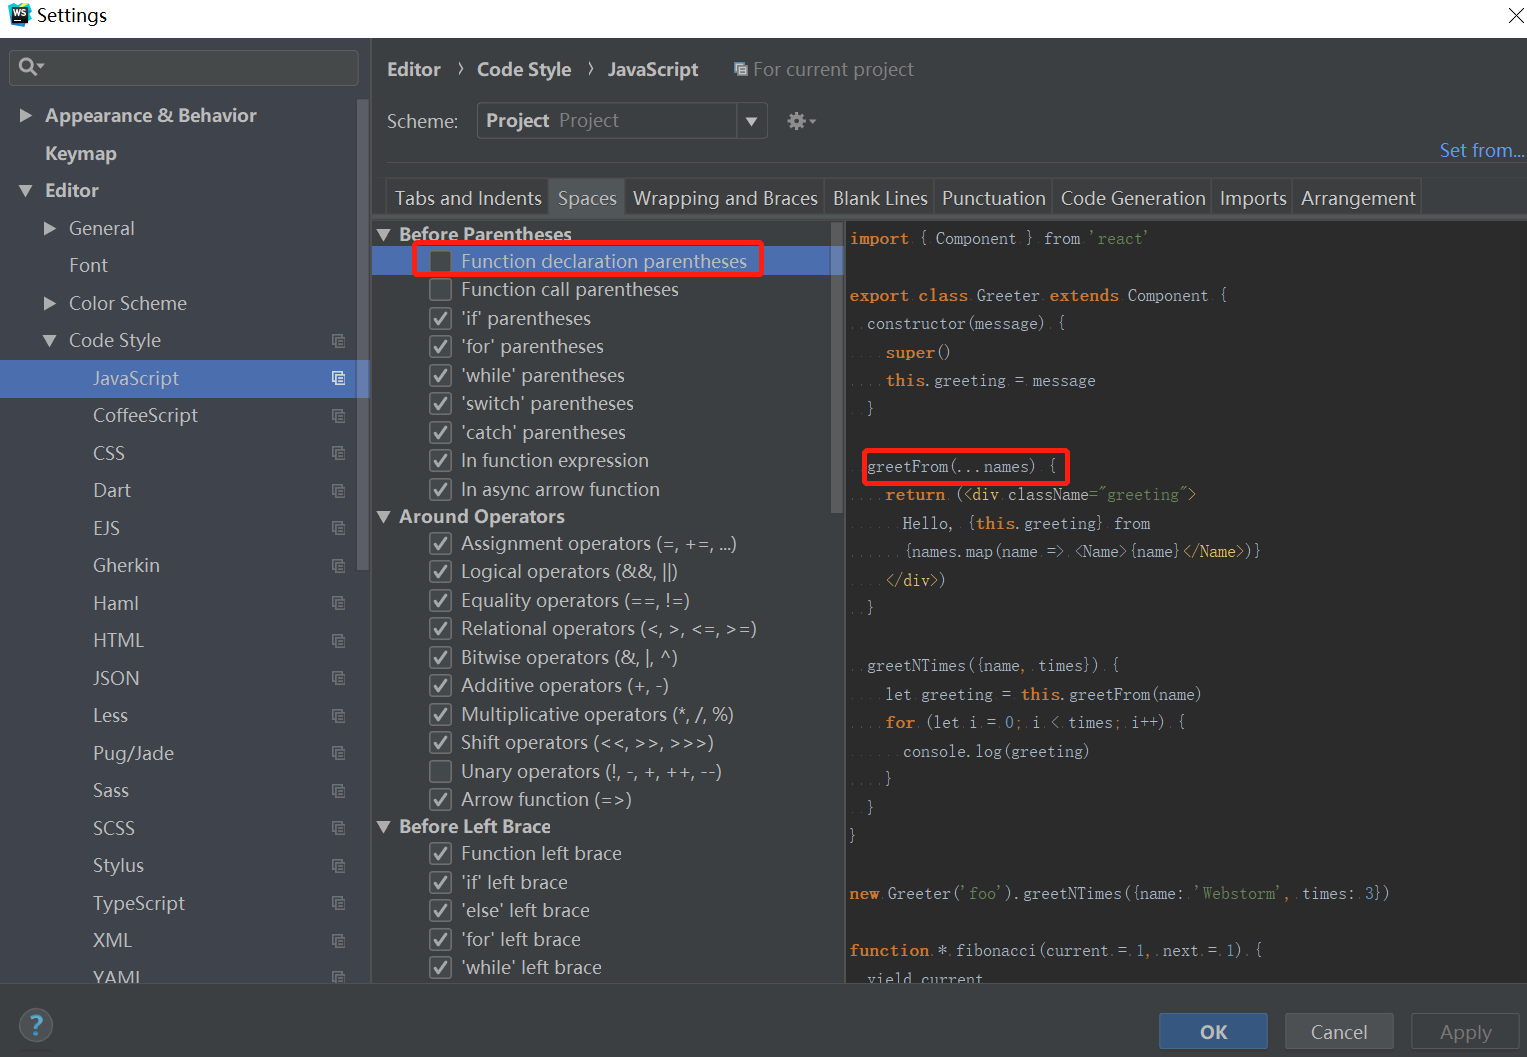 WS Settings
Appearance & Behavior
Keymap
Editor
General
Font
Color Scheme
Code Style
JavaScript
CoffeeScript
CSS
Dart
EJS
Gherkin
Haml
HTML
JSON
Less
Pug/Jade
Sass
SCSS
Stylus
TypeScript
XML
YAML
Editor › Code Style › JavaScript For current project
Scheme: Project Project
Set from...
Tabs and Indents Spaces Wrapping and Braces Blank Lines Punctuation Code Generation Imports Arrangement
Before Parentheses
Function declaration parentheses
Function call parentheses
'if' parentheses
'for' parentheses
'while' parentheses
'switch' parentheses
'catch' parentheses
In function expression
In async arrow function
Around Operators
Assignment operators (=, +=, ...)
Logical operators (&&, ||)
Equality operators (==, !=)
Relational operators (<, >, <=, >=)
Bitwise operators (&, |, ^)
Additive operators (+, -)
Multiplicative operators (*, /, %)
Shift operators (<<, >>, >>>)
Unary operators (!, -, +, ++, --)
Arrow function (=>)
Before Left Brace
Function left brace
'if' left brace
'else' left brace
'for' left brace
'while' left brace
import { Component } from 'react'
export class Greeter extends Component {
constructor(message) {
super()
this.greeting = message
}
greetFrom(...names) {
return (<div className="greeting">
Hello, {this.greeting} from
{names.map(name => <Name>{name}</Name>)}
</div>)
}
greetNTimes({name, times}) {
let greeting = this.greetFrom(name)
for (let i = 0; i < times; i++) {
console.log(greeting)
}
}
}
new Greeter('foo').greetNTimes({name: 'Webstorm', times: 3})
function * fibonacci(current = 1, next = 1) {
yield current
?
OK Cancel Apply